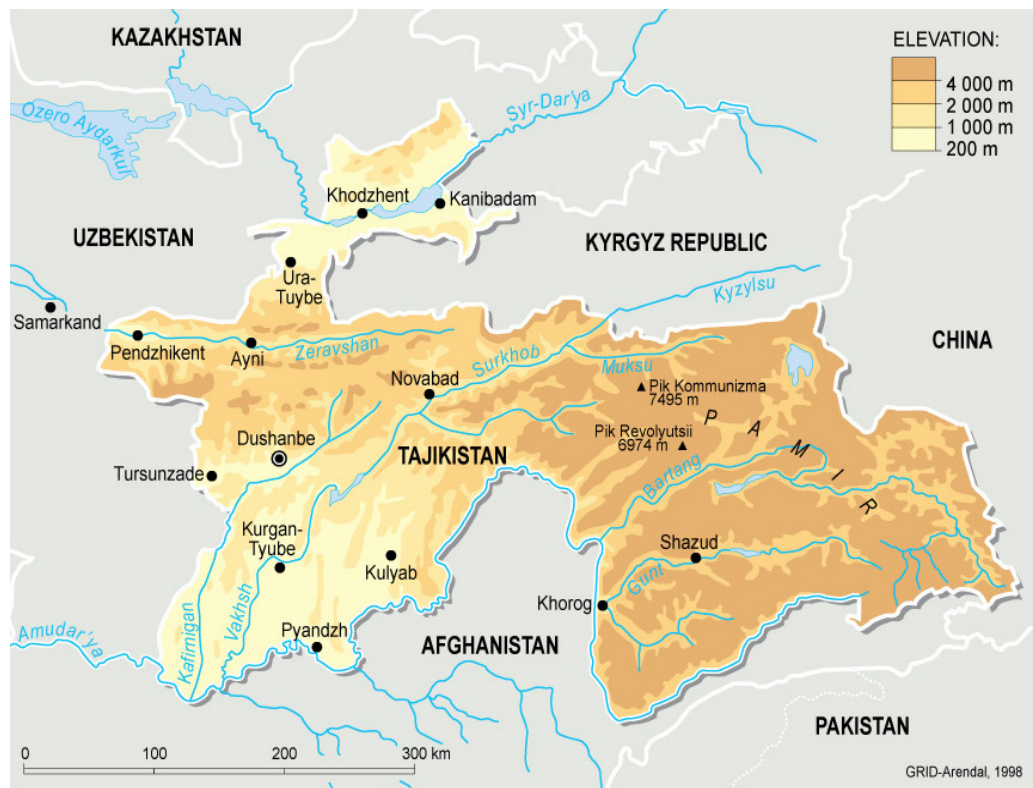 KAZAKHSTAN
ELEVATION:
4 000 m
2 000 m
1 000 m
200 m
Ozero Aydarkul'
Syr-Dar'ya
Khodzhent
Kanibadam
UZBEKISTAN
KYRGYZ REPUBLIC
Ura-
Tuybe
Kyzylsu
Samarkand
Pendzhikent
Ayni
Zeravshan
Surkhob
Muksu
CHINA
Novabad
Pik Kommunizma
7495 m
PAMIR
Pik Revolyutsii
6974 m
Dushanbe
TAJIKISTAN
Tursunzade
Bartang
Kurgan-
Tyube
Kulyab
Shazud
Gunt
Khorog
Kafirnigan
Vakhsh
Pyandzh
Amudar'ya
AFGHANISTAN
PAKISTAN
0 100 200 300 km
GRID-Arendal, 1998